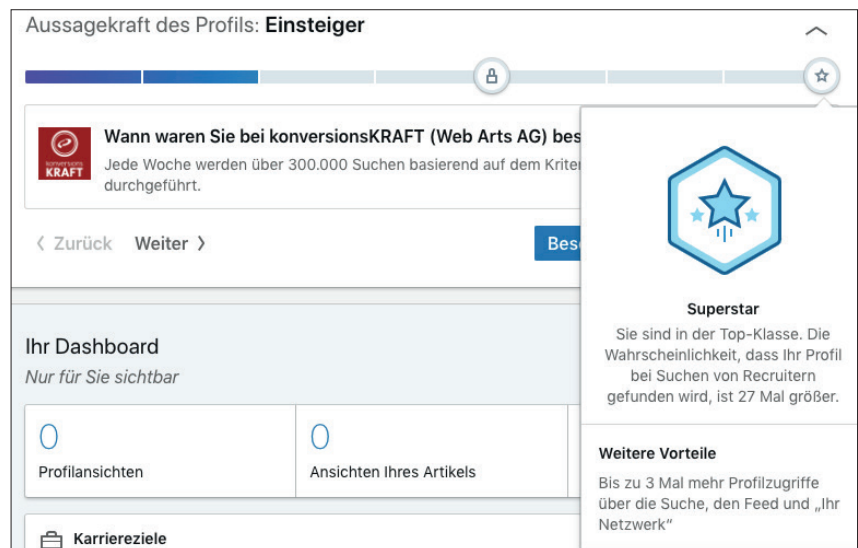 Aussagekraft des Profils: Einsteiger
konversions
KRAFT
Wann waren Sie bei konversionsKRAFT (Web Arts AG)
Jede Woche werden über 300.000 Suchen basierend auf dem
durchgeführt.
Zurück Weiter
Superstar
Sie sind in der Top-Klasse. Die
Wahrscheinlichkeit, dass Ihr Profil
bei Suchen von Recruitern
gefunden wird, ist 27 Mal größer.
Weitere Vorteile
Bis zu 3 Mal mehr Profilzugriffe
über die Suche, den Feed und „Ihr
Netzwerk“
Ihr Dashboard
Nur für Sie sichtbar
0
Profilansichten
0
Ansichten Ihres Artikels
Karriereziele